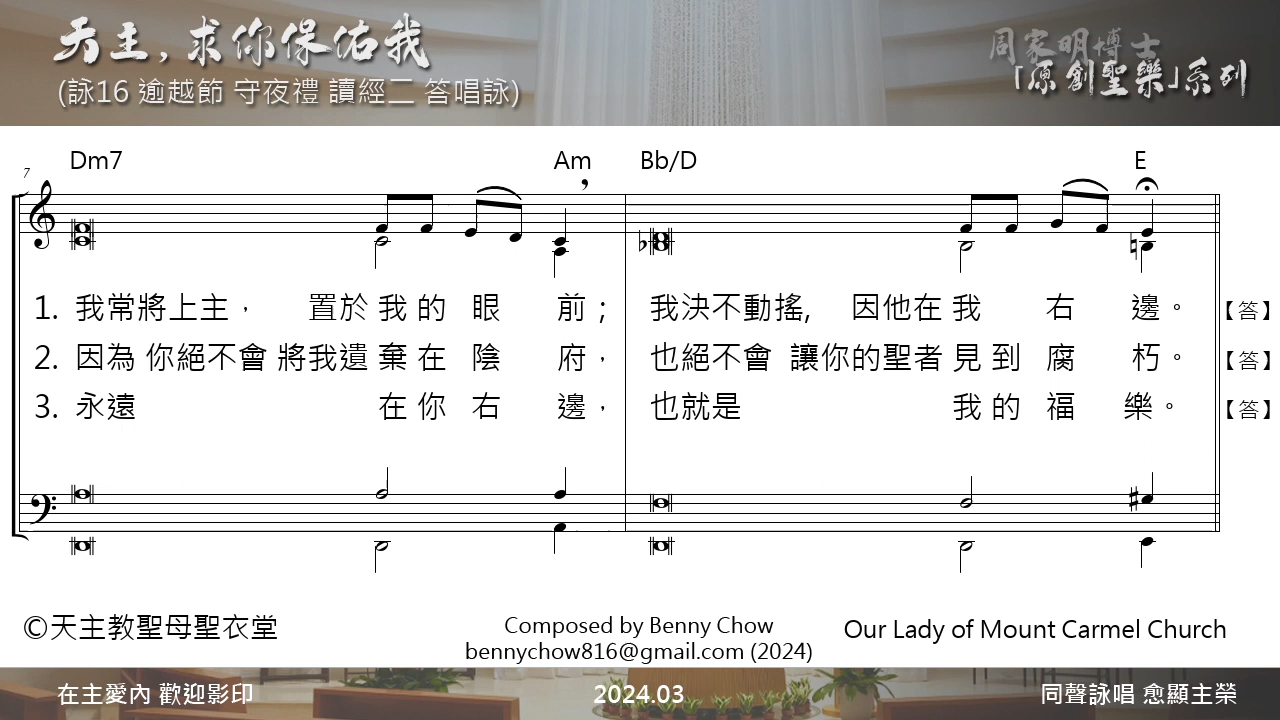 天主,求你保佑我
(詠16 逾越節 守夜禮 讀經二 答唱詠)
周家明博士
「原創聖樂」系列
7
Dm7 Am Bb/D E
1. 我常將上主， 置於 我 的 眼 前； 我決不動搖, 因他在 我 右 邊。【答】
2. 因為 你絕不會 將我遺 棄 在 陰 府， 也絕不會 讓你的聖者 見 到 腐 朽。【答】
3. 永遠 在 你 右 邊， 也就是 我 的 福 樂。【答】
©天主教聖母聖衣堂
Composed by Benny Chow
bennychow816@gmail.com (2024)
Our Lady of Mount Carmel Church
在主愛內 歡迎影印
2024.03
同聲詠唱 愈顯主榮